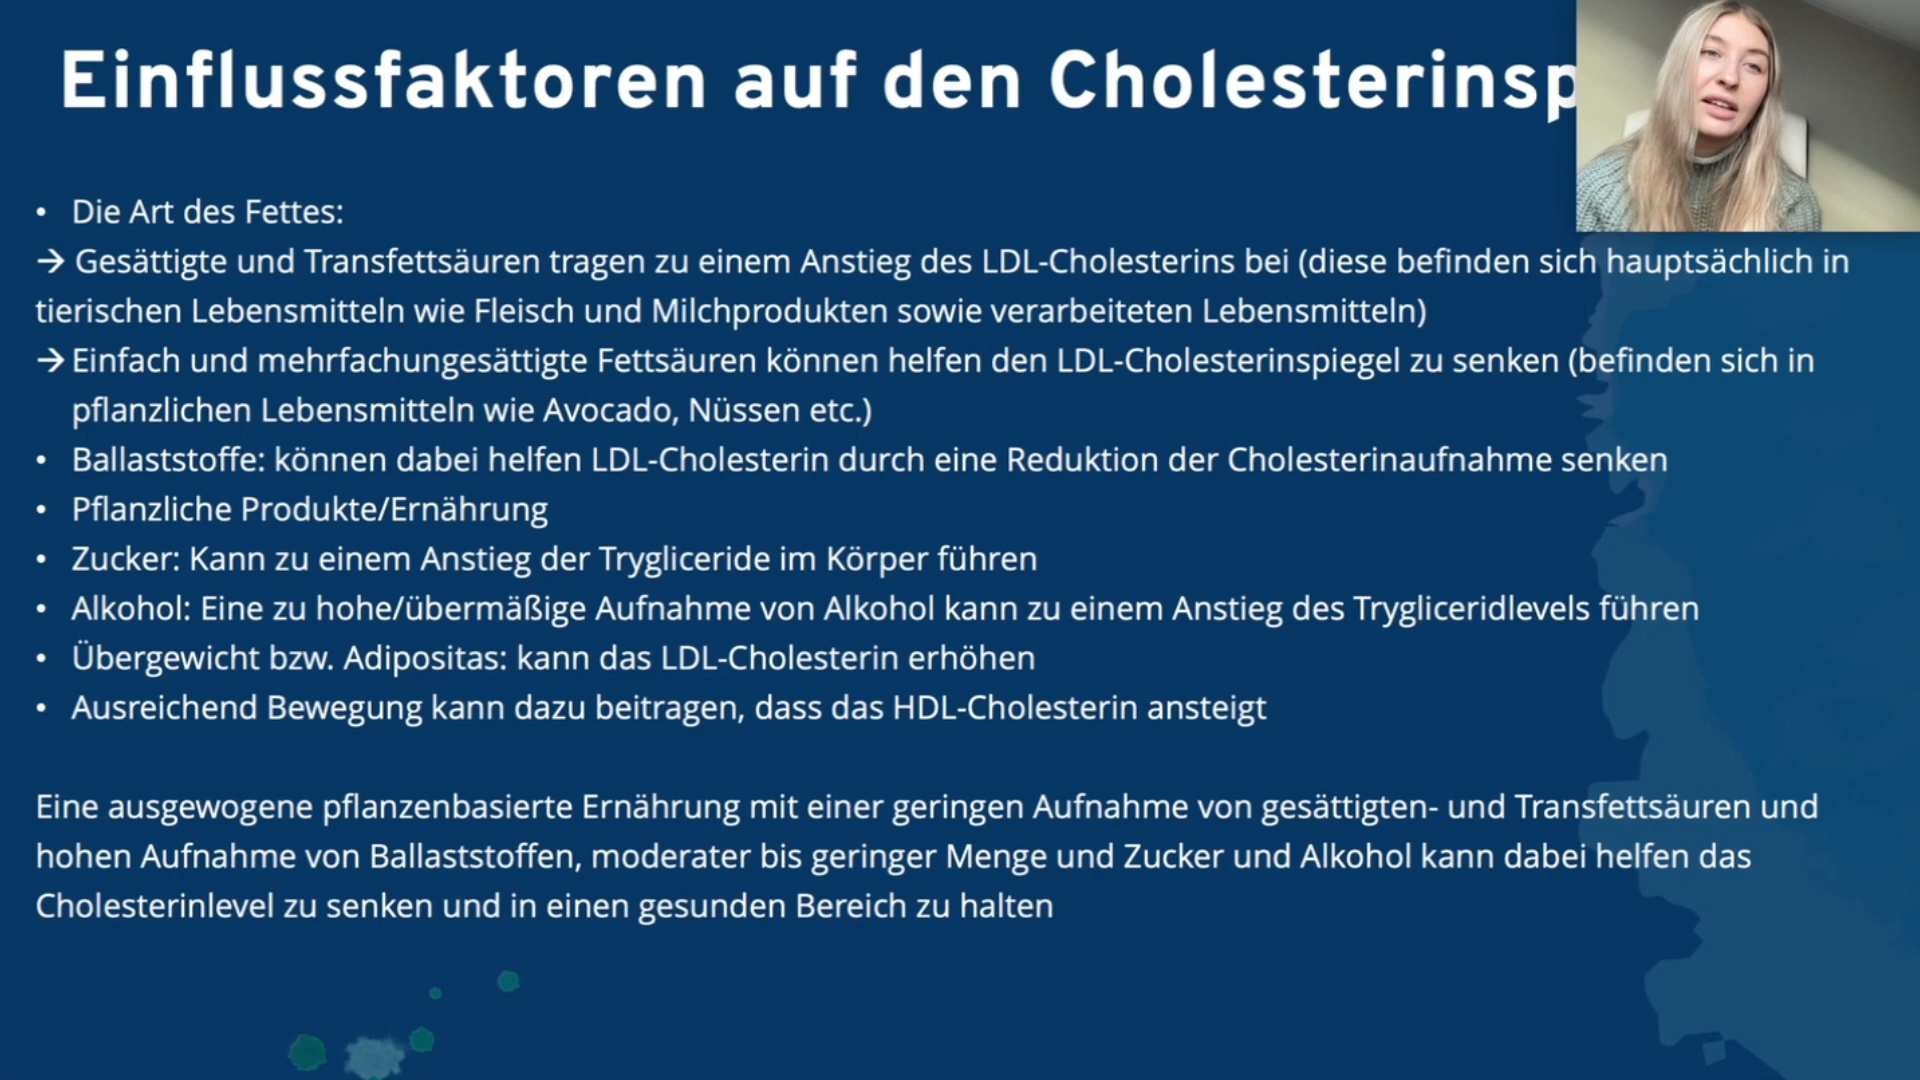 Einflussfaktoren auf den Cholesterinsp
• Die Art des Fettes:
→ Gesättigte und Transfettsäuren tragen zu einem Anstieg des LDL-Cholesterins bei (diese befinden sich hauptsächlich in
tierischen Lebensmitteln wie Fleisch und Milchprodukten sowie verarbeiteten Lebensmitteln)
→ Einfach und mehrfachungesättigte Fettsäuren können helfen den LDL-Cholesterinspiegel zu senken (befinden sich in
pflanzlichen Lebensmitteln wie Avocado, Nüssen etc.)
• Ballaststoffe: können dabei helfen LDL-Cholesterin durch eine Reduktion der Cholesterinaufnahme senken
• Pflanzliche Produkte/Ernährung
• Zucker: Kann zu einem Anstieg der Trygliceride im Körper führen
• Alkohol: Eine zu hohe/übermäßige Aufnahme von Alkohol kann zu einem Anstieg des Trygliceridlevels führen
• Übergewicht bzw. Adipositas: kann das LDL-Cholesterin erhöhen
• Ausreichend Bewegung kann dazu beitragen, dass das HDL-Cholesterin ansteigt
Eine ausgewogene pflanzenbasierte Ernährung mit einer geringen Aufnahme von gesättigten- und Transfettsäuren und
hohen Aufnahme von Ballaststoffen, moderater bis geringer Menge und Zucker und Alkohol kann dabei helfen das
Cholesterinlevel zu senken und in einen gesunden Bereich zu halten